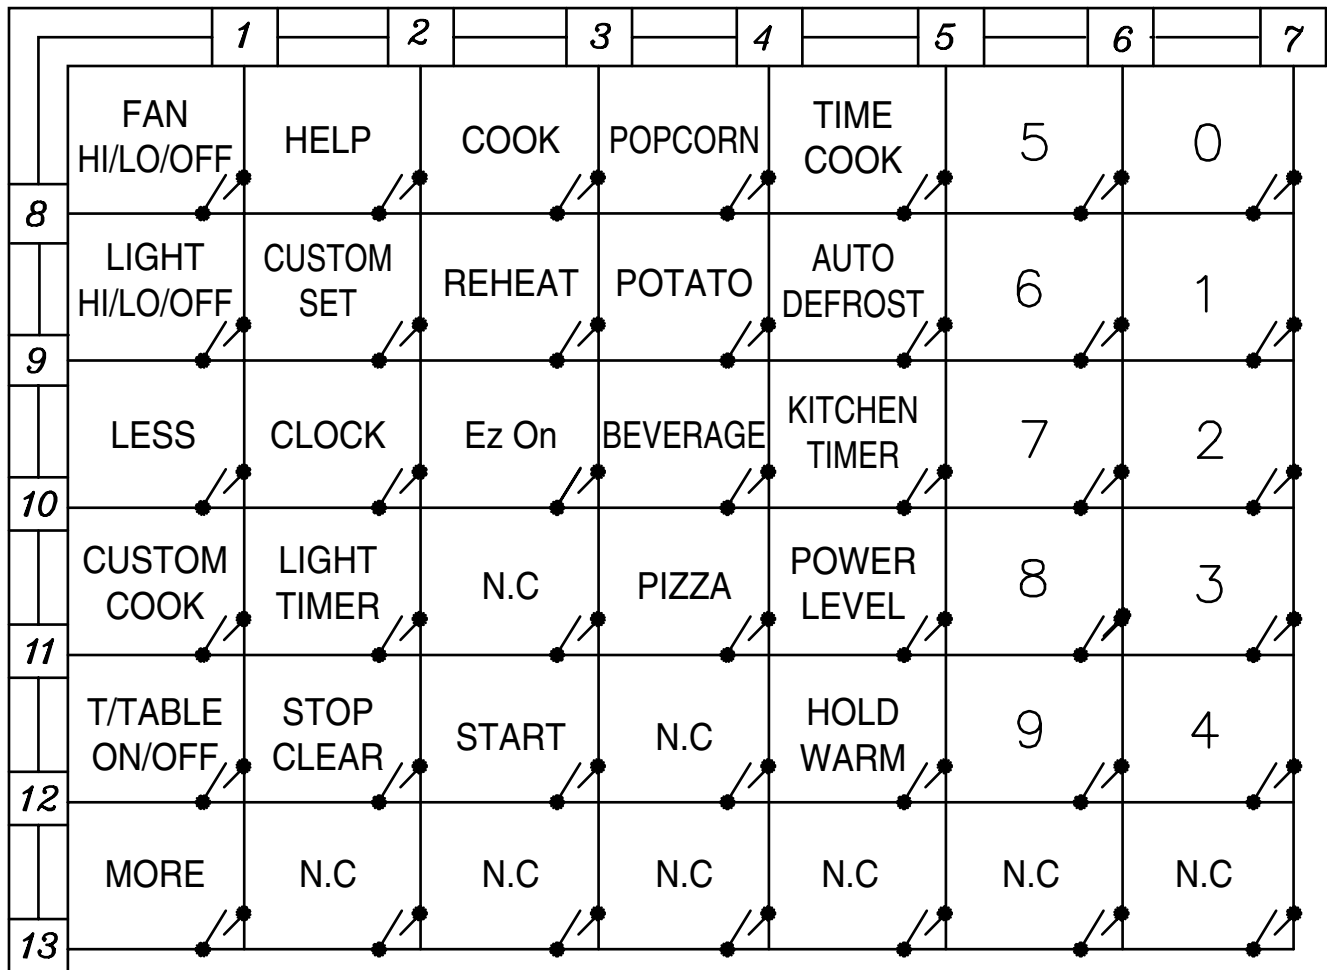 1 2 3 4 5 6 7
FAN
HI/LO/OFF
HELP
COOK
POPCORN
TIME
COOK
5
0
8
LIGHT
HI/LO/OFF
CUSTOM
SET
REHEAT
POTATO
AUTO
DEFROST
6
1
9
LESS
CLOCK
Ez On
BEVERAGE
KITCHEN
TIMER
7
2
10
CUSTOM
COOK
LIGHT
TIMER
N.C
PIZZA
POWER
LEVEL
8
3
11
T/TABLE
ON/OFF
STOP
CLEAR
START
N.C
HOLD
WARM
9
4
12
MORE
N.C
N.C
N.C
N.C
N.C
N.C
13